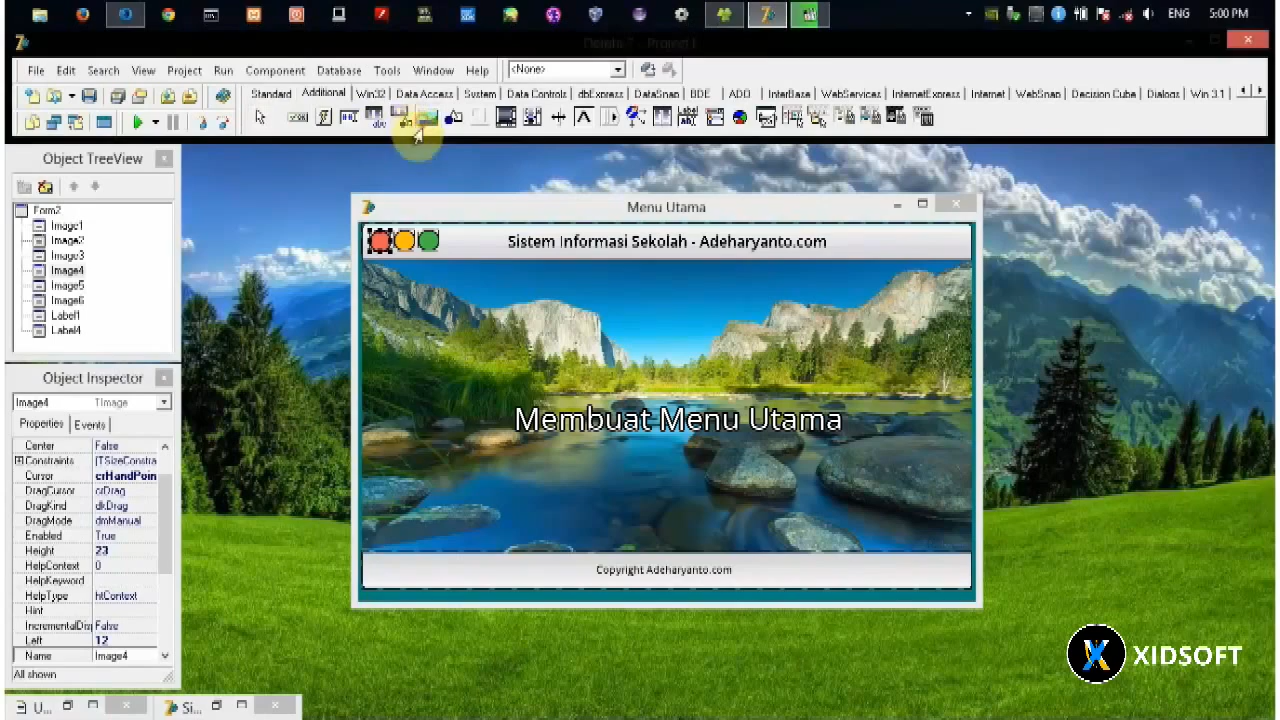 ENG 5:00 PM
Delphi 7 - Project1
File Edit Search View Project Run Component Database Tools Window Help <None>
Standard Additional Win32 Data Access System Data Controls dbExpress DataSnap BDE ADO InterBase WebServices InternetExpress Internet WebSnap Decision Cube Dialogs Win 3.1
Object TreeView
Form2
Image1
Image2
Image3
Image4
Image5
Image6
Label1
Label4
Menu Utama
Sistem Informasi Sekolah - Adeharyanto.com
Membuat Menu Utama
Copyright Adeharyanto.com
Object Inspector
Image4 TImage
Properties Events
Center False
Constraints (TSizeConstra
Cursor crHandPoin
DragCursor crDrag
DragKind dkDrag
DragMode dmManual
Enabled True
Height 23
HelpContext 0
HelpKeyword
HelpType htContext
Hint
IncrementalDisp False
Left 12
Name Image4
All shown
XIDSOFT
U... Si...